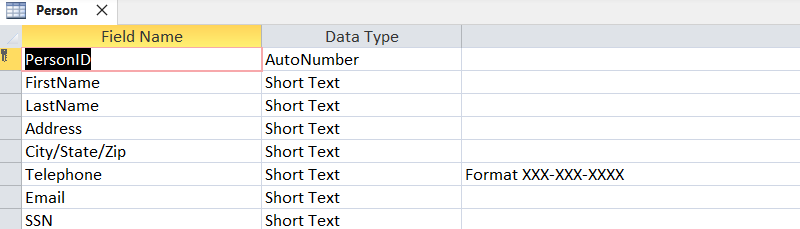 Person
Field Name Data Type
PersonID AutoNumber
FirstName Short Text
LastName Short Text
Address Short Text
City/State/Zip Short Text
Telephone Short Text Format XXX-XXX-XXXX
Email Short Text
SSN Short Text